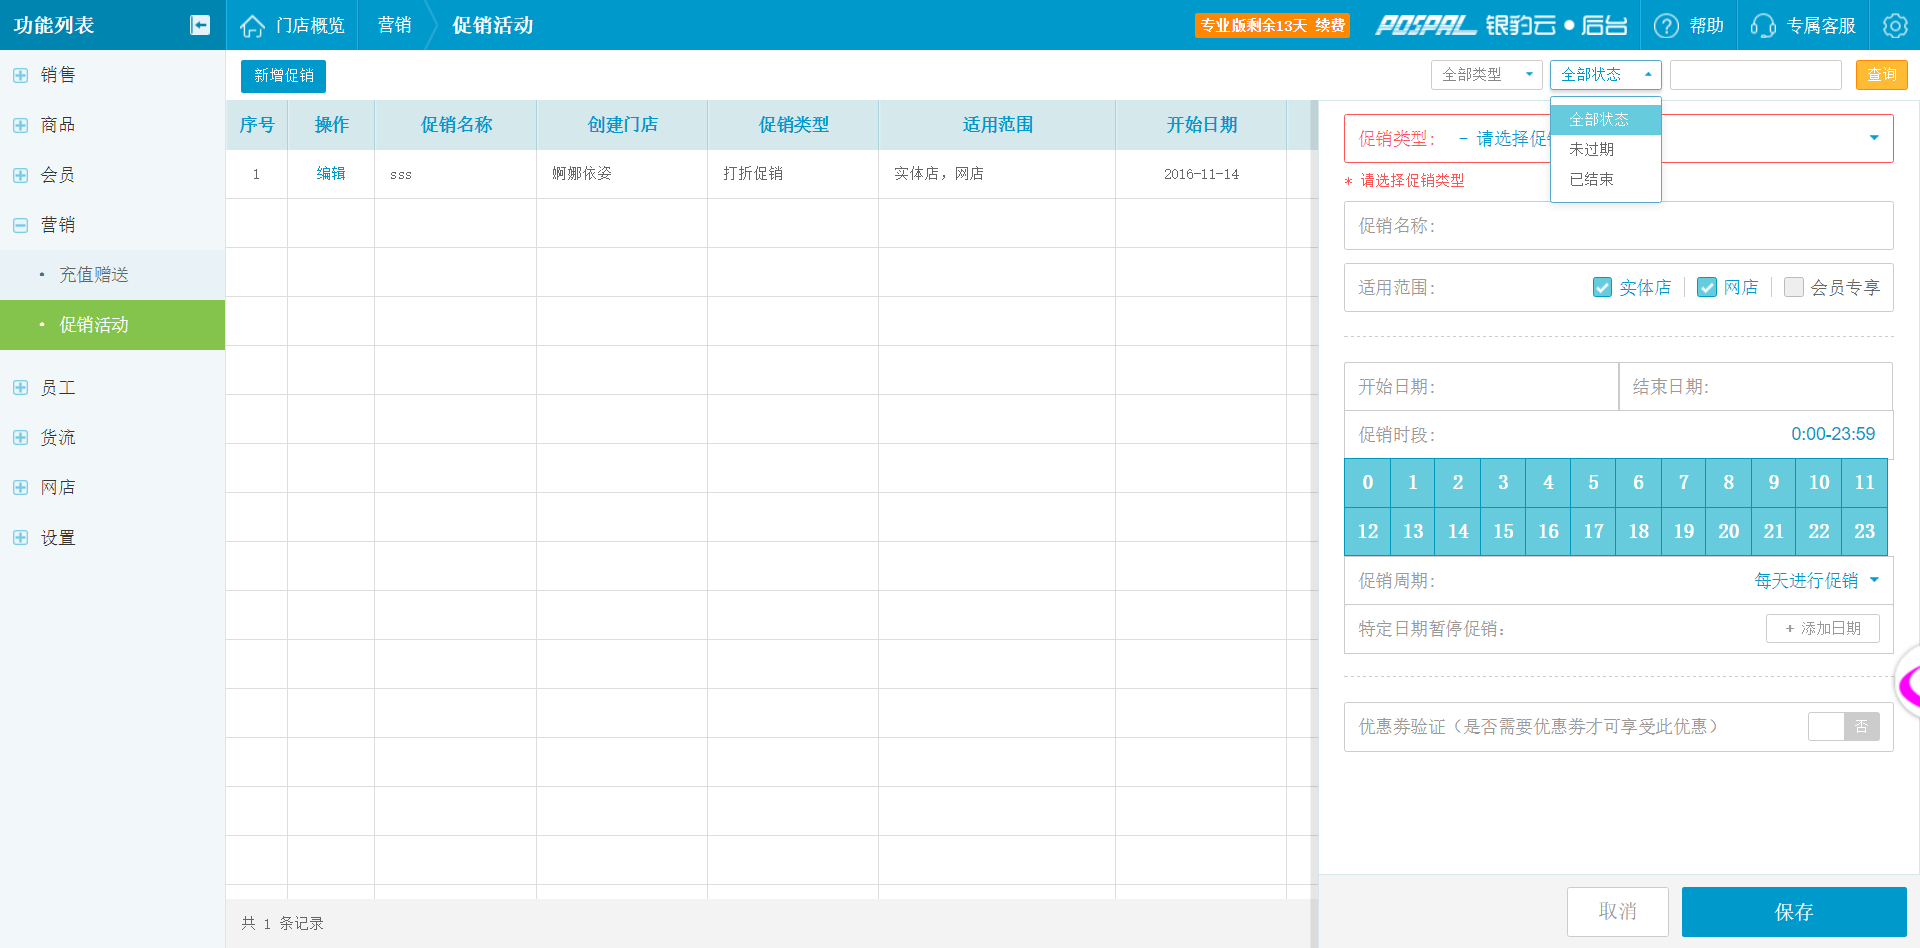 功能列表
门店概览
营销
促销活动
专业版剩余13天 续费
POSPAL 银豹云●后台
帮助
专属客服
销售
商品
会员
营销
• 充值赠送
• 促销活动
员工
货流
网店
设置
新增促销
全部类型
全部状态
查询
全部状态
未过期
已结束
序号 操作 促销名称 创建门店 促销类型 适用范围 开始日期
1 编辑 sss 婀娜依姿 打折促销 实体店，网店 2016-11-14
共 1 条记录
促销类型: - 请选择促
* 请选择促销类型
促销名称:
适用范围: 实体店 网店 会员专享
开始日期: 结束日期:
促销时段: 0:00-23:59
0 1 2 3 4 5 6 7 8 9 10 11
12 13 14 15 16 17 18 19 20 21 22 23
促销周期: 每天进行促销
特定日期暂停促销: + 添加日期
优惠券验证（是否需要优惠券才可享受此优惠） 否
取消
保存